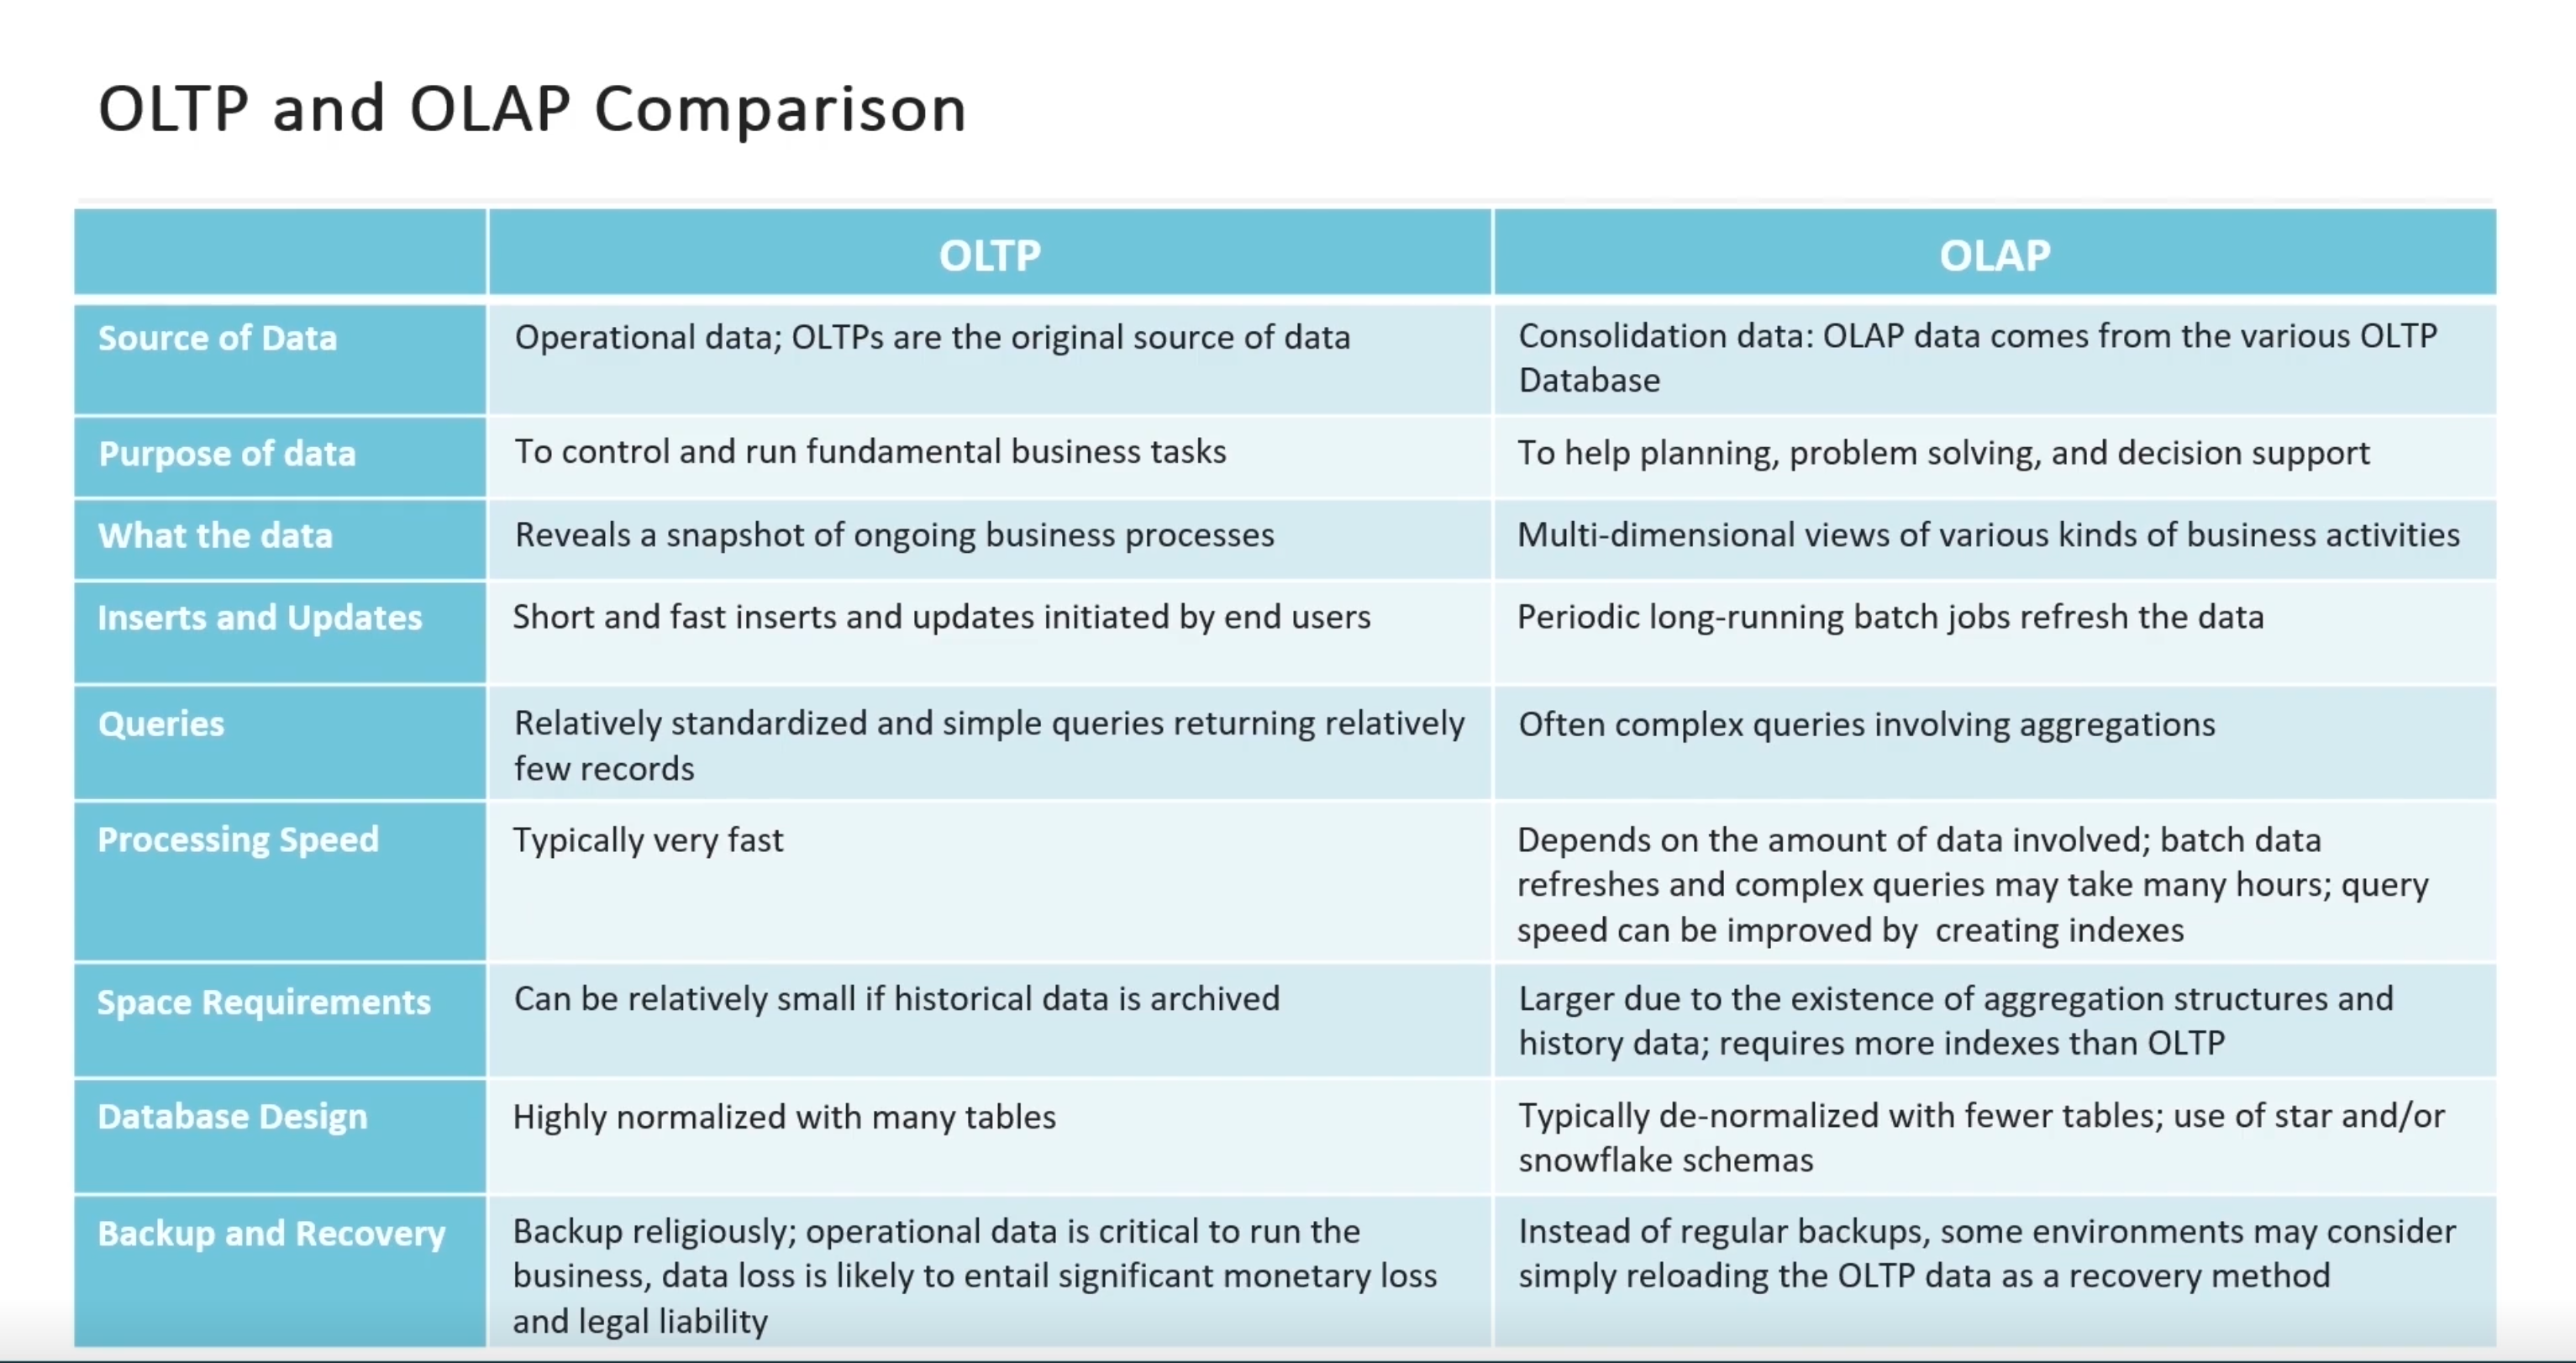 OLTP and OLAP Comparison
OLTP
OLAP
Source of Data
Operational data; OLTPs are the original source of data
Consolidation data: OLAP data comes from the various OLTP
Database
Purpose of data
To control and run fundamental business tasks
To help planning, problem solving, and decision support
What the data
Reveals a snapshot of ongoing business processes
Multi-dimensional views of various kinds of business activities
Inserts and Updates
Short and fast inserts and updates initiated by end users
Periodic long-running batch jobs refresh the data
Queries
Relatively standardized and simple queries returning relatively
few records
Often complex queries involving aggregations
Processing Speed
Typically very fast
Depends on the amount of data involved; batch data
refreshes and complex queries may take many hours; query
speed can be improved by  creating indexes
Space Requirements
Can be relatively small if historical data is archived
Larger due to the existence of aggregation structures and
history data; requires more indexes than OLTP
Database Design
Highly normalized with many tables
Typically de-normalized with fewer tables; use of star and/or
snowflake schemas
Backup and Recovery
Backup religiously; operational data is critical to run the
business, data loss is likely to entail significant monetary loss
and legal liability
Instead of regular backups, some environments may consider
simply reloading the OLTP data as a recovery method